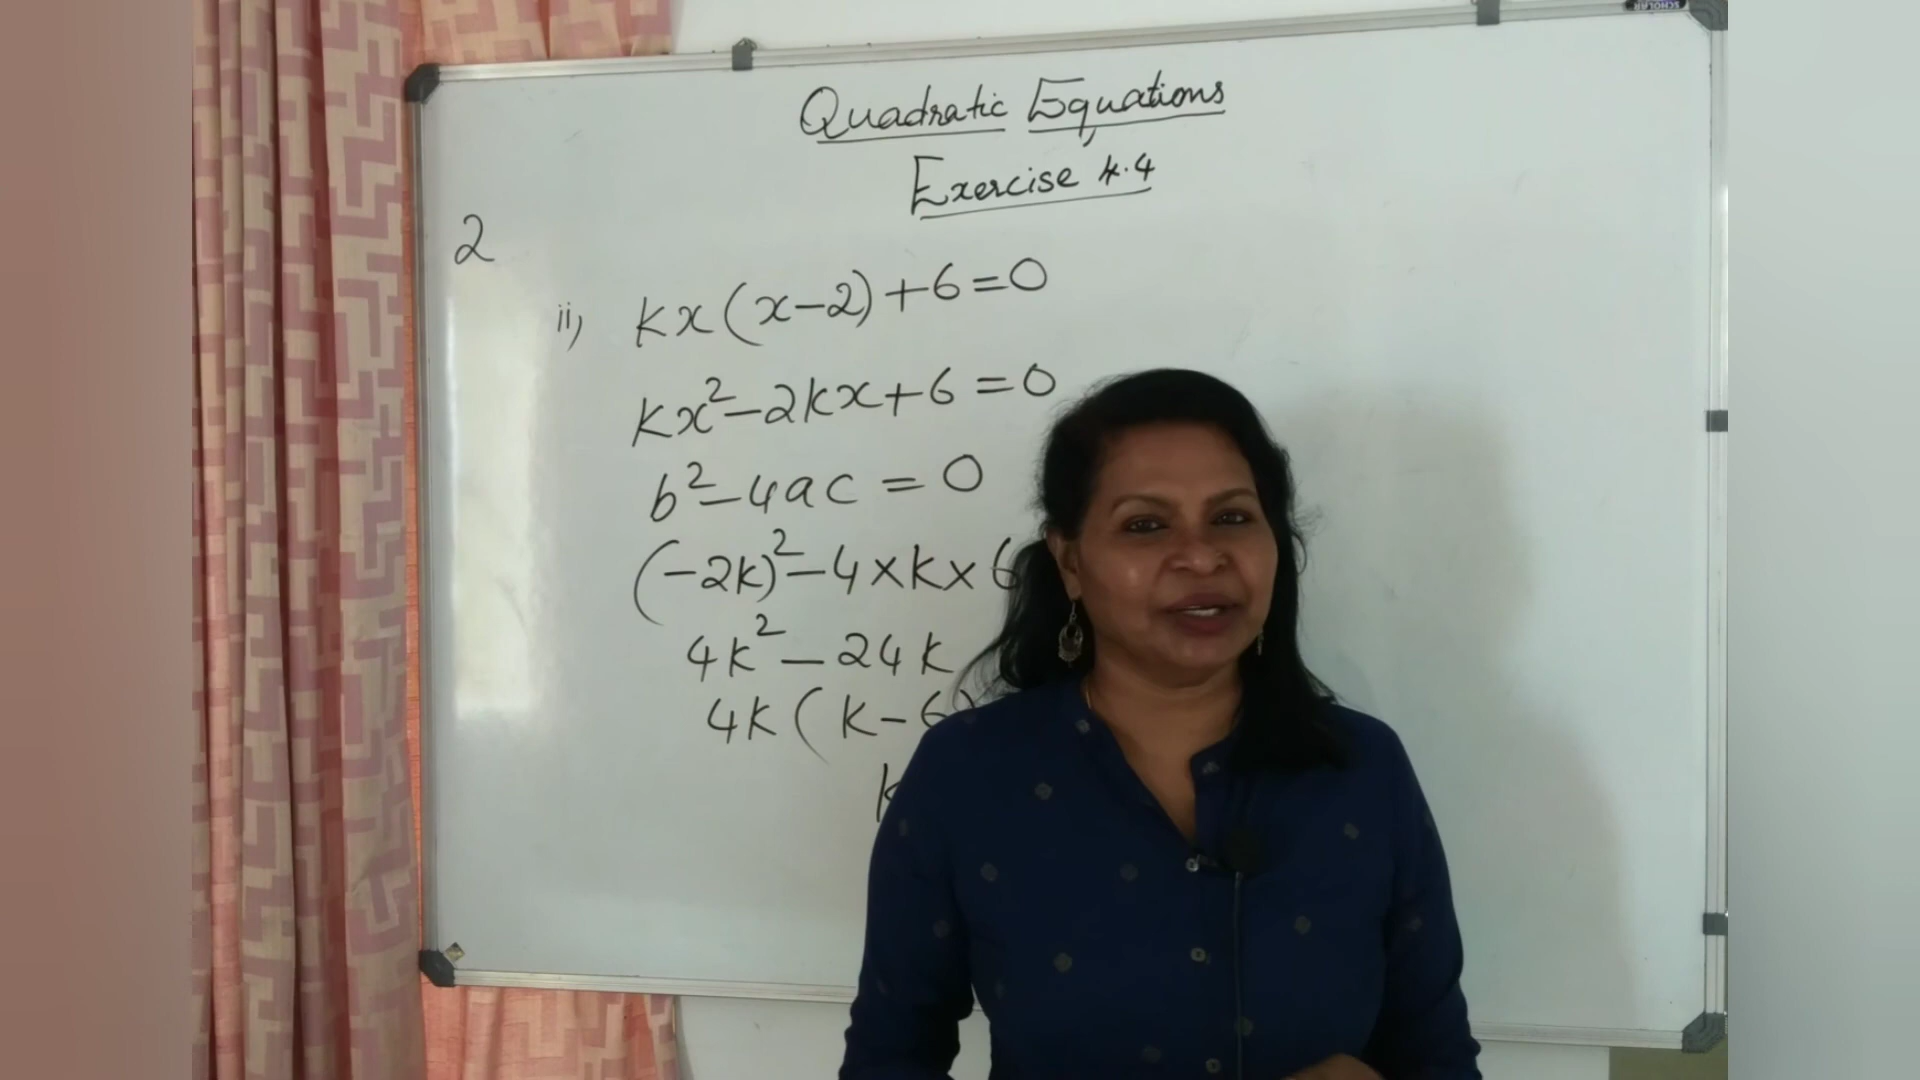 Quadratic Equations
Exercise 4.4
2
ii) kx(x-2)+6=0
kx²-2kx+6=0
b²-4ac=0
(-2k)²-4×k×6
4k²-24k
4k(k-6)
k
SCHOLAR